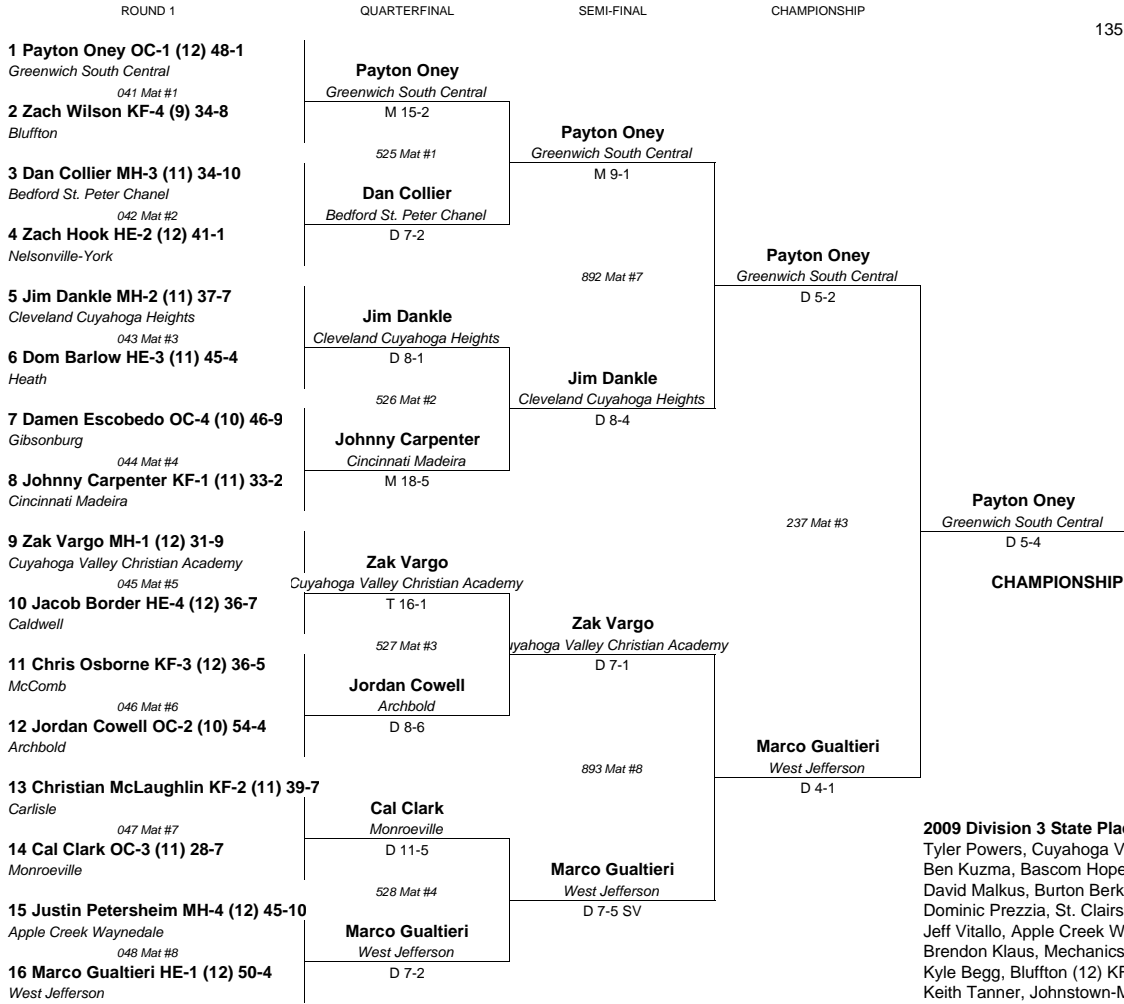 ROUND 1
QUARTERFINAL
SEMI-FINAL
CHAMPIONSHIP
135
1 Payton Oney OC-1 (12) 48-1
Greenwich South Central
041 Mat #1
2 Zach Wilson KF-4 (9) 34-8
Bluffton
3 Dan Collier MH-3 (11) 34-10
Bedford St. Peter Chanel
042 Mat #2
4 Zach Hook HE-2 (12) 41-1
Nelsonville-York
5 Jim Dankle MH-2 (11) 37-7
Cleveland Cuyahoga Heights
043 Mat #3
6 Dom Barlow HE-3 (11) 45-4
Heath
7 Damen Escobedo OC-4 (10) 46-9
Gibsonburg
044 Mat #4
8 Johnny Carpenter KF-1 (11) 33-2
Cincinnati Madeira
9 Zak Vargo MH-1 (12) 31-9
Cuyahoga Valley Christian Academy
045 Mat #5
10 Jacob Border HE-4 (12) 36-7
Caldwell
11 Chris Osborne KF-3 (12) 36-5
McComb
046 Mat #6
12 Jordan Cowell OC-2 (10) 54-4
Archbold
13 Christian McLaughlin KF-2 (11) 39-7
Carlisle
047 Mat #7
14 Cal Clark OC-3 (11) 28-7
Monroeville
15 Justin Petersheim MH-4 (12) 45-10
Apple Creek Waynedale
048 Mat #8
16 Marco Gualtieri HE-1 (12) 50-4
West Jefferson
Payton Oney
Greenwich South Central
M 15-2
525 Mat #1
Dan Collier
Bedford St. Peter Chanel
D 7-2
Jim Dankle
Cleveland Cuyahoga Heights
D 8-1
526 Mat #2
Johnny Carpenter
Cincinnati Madeira
M 18-5
Zak Vargo
Cuyahoga Valley Christian Academy
T 16-1
527 Mat #3
Jordan Cowell
Archbold
D 8-6
Cal Clark
Monroeville
D 11-5
528 Mat #4
Marco Gualtieri
West Jefferson
D 7-2
Payton Oney
Greenwich South Central
M 9-1
892 Mat #7
Jim Dankle
Cleveland Cuyahoga Heights
D 8-4
Zak Vargo
uyahoga Valley Christian Academy
D 7-1
893 Mat #8
Marco Gualtieri
West Jefferson
D 7-5 SV
Payton Oney
Greenwich South Central
D 5-2
237 Mat #3
Marco Gualtieri
West Jefferson
D 4-1
Payton Oney
Greenwich South Central
D 5-4
CHAMPIONSHIP
2009 Division 3 State Pla
Tyler Powers, Cuyahoga V
Ben Kuzma, Bascom Hope
David Malkus, Burton Berk
Dominic Prezzia, St. Clairs
Jeff Vitallo, Apple Creek W
Brendon Klaus, Mechanics
Kyle Begg, Bluffton (12) KF
Keith Tanner, Johnstown-M